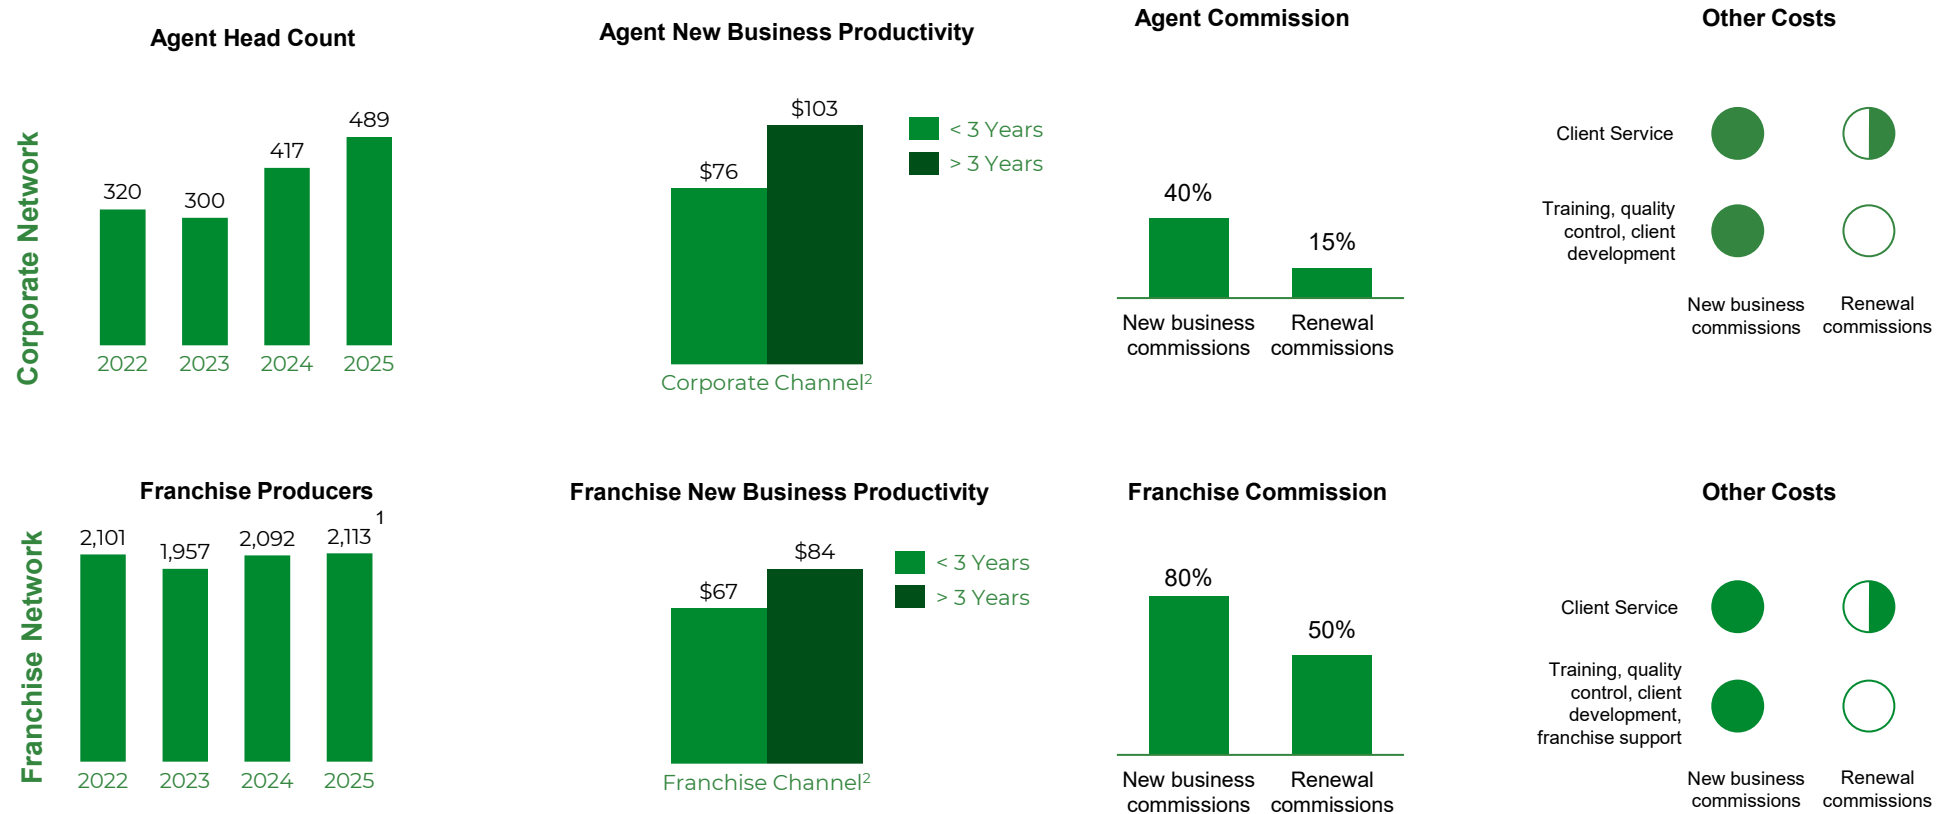 Corporate Network
Agent Head Count
320
300
417
489
2022
2023
2024
2025
Agent New Business Productivity
$76
$103
< 3 Years
> 3 Years
Corporate Channel²
Agent Commission
40%
15%
New business
commissions
Renewal
commissions
Other Costs
Client Service
Training, quality
control, client
development
New business
commissions
Renewal
commissions
Franchise Network
Franchise Producers
2,101
1,957
2,092
2,113 ¹
2022
2023
2024
2025
Franchise New Business Productivity
$67
$84
< 3 Years
> 3 Years
Franchise Channel²
Franchise Commission
80%
50%
New business
commissions
Renewal
commissions
Other Costs
Client Service
Training, quality
control, client
development,
franchise support
New business
commissions
Renewal
commissions